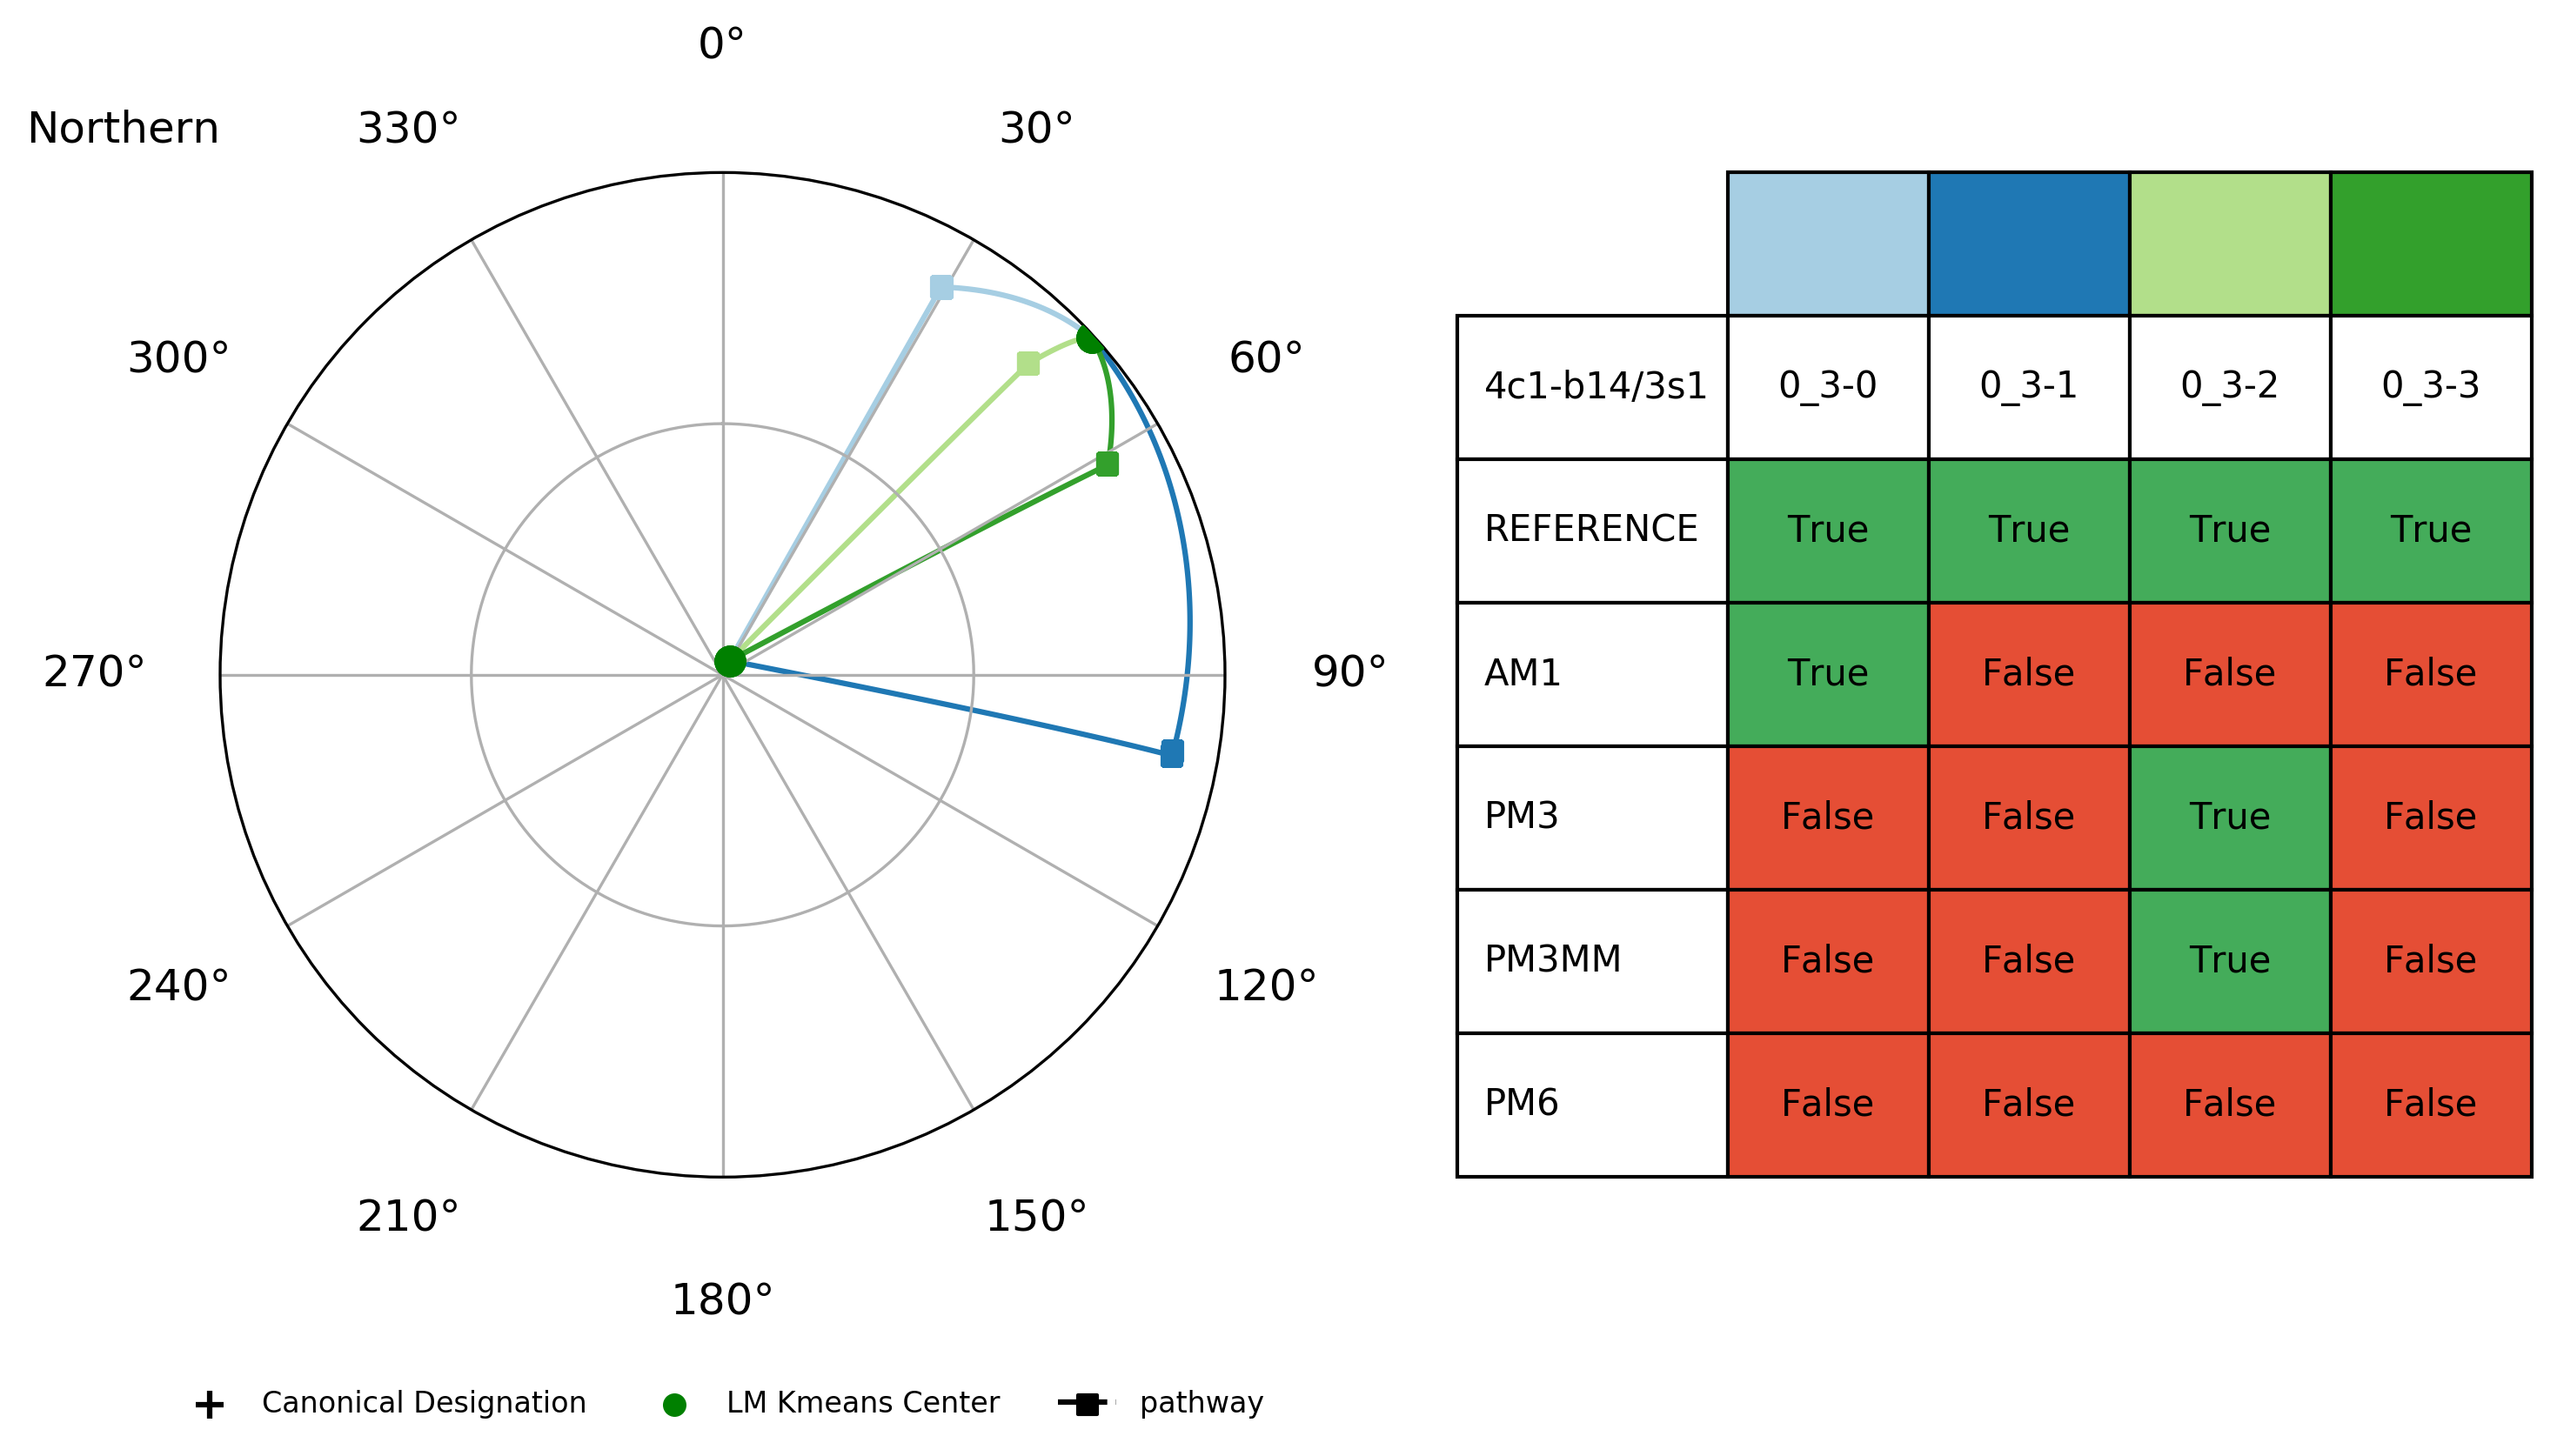 0°
Northern 330° 30°
300° 60°
270° 90°
240° 120°
210° 150°
180°
+ Canonical Designation LM Kmeans Center pathway
4c1-b14/3s1 0_3-0 0_3-1 0_3-2 0_3-3
REFERENCE True True True True
AM1 True False False False
PM3 False False True False
PM3MM False False True False
PM6 False False False False